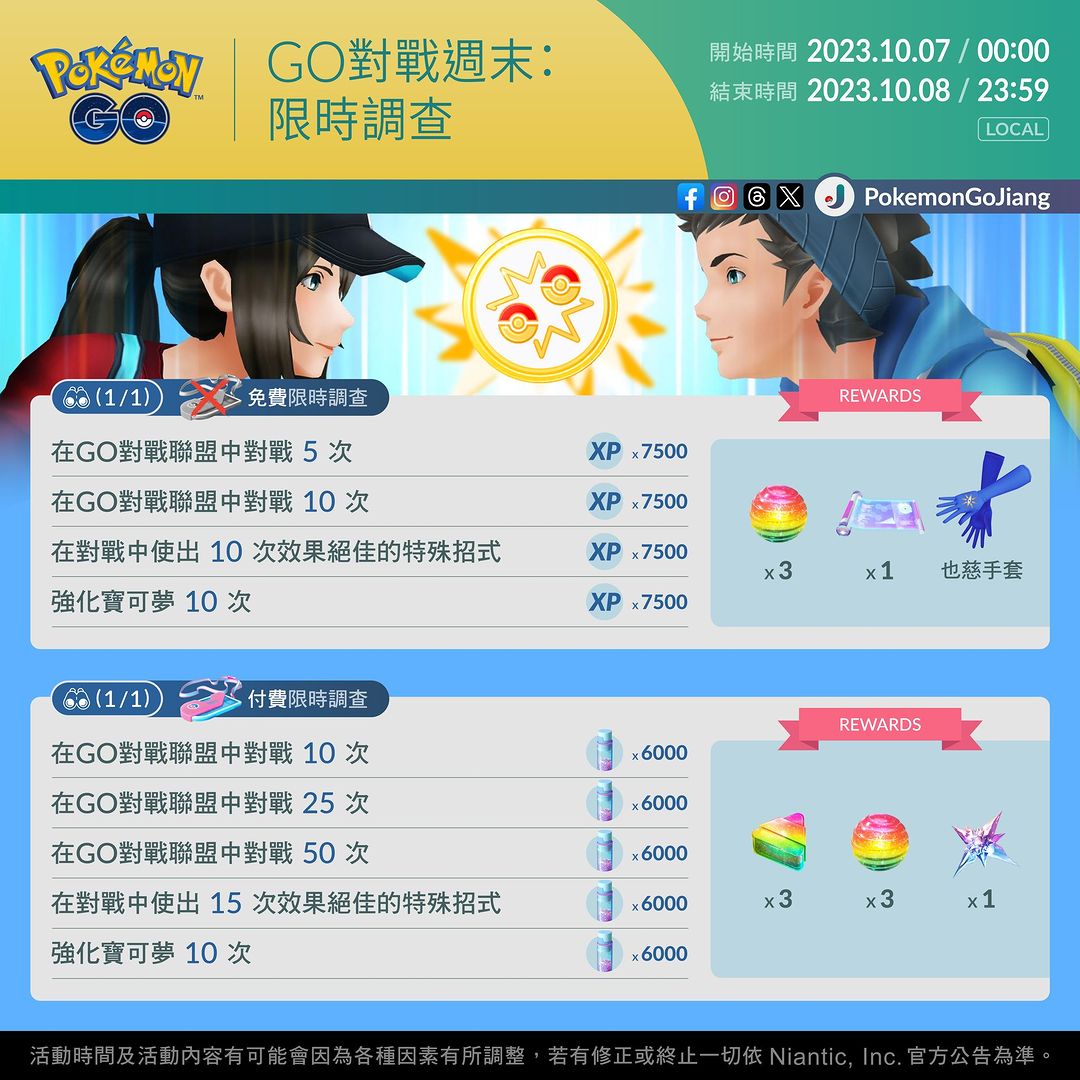 POKÉMON GO
TM
GO對戰週末：
限時調查
開始時間 2023.10.07 / 00:00
結束時間 2023.10.08 / 23:59
LOCAL
PokemonGoJiang
(1/1) 免費限時調查
REWARDS
在GO對戰聯盟中對戰 5 次 XP x7500
在GO對戰聯盟中對戰 10 次 XP x7500
在對戰中使出 10 次效果絕佳的特殊招式 XP x7500
強化寶可夢 10 次 XP x7500
x3 x1 也慈手套
(1/1) 付費限時調查
REWARDS
在GO對戰聯盟中對戰 10 次 x6000
在GO對戰聯盟中對戰 25 次 x6000
在GO對戰聯盟中對戰 50 次 x6000
在對戰中使出 15 次效果絕佳的特殊招式 x6000
強化寶可夢 10 次 x6000
x3 x3 x1
活動時間及活動內容有可能會因為各種因素有所調整，若有修正或終止一切依 Niantic, Inc. 官方公告為準。